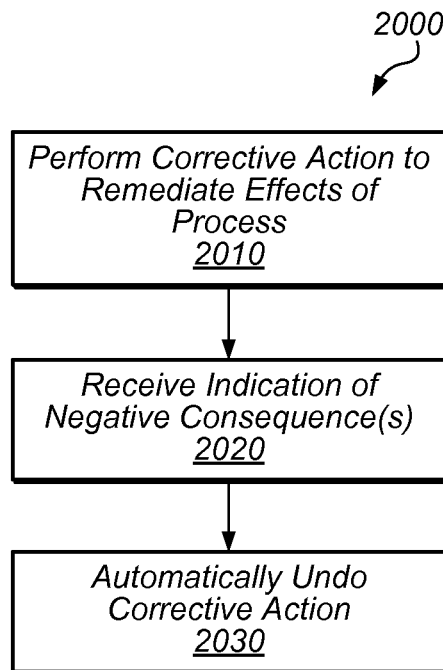 2000
Perform Corrective Action to
Remediate Effects of
Process
2010
Receive Indication of
Negative Consequence(s)
2020
Automatically Undo
Corrective Action
2030